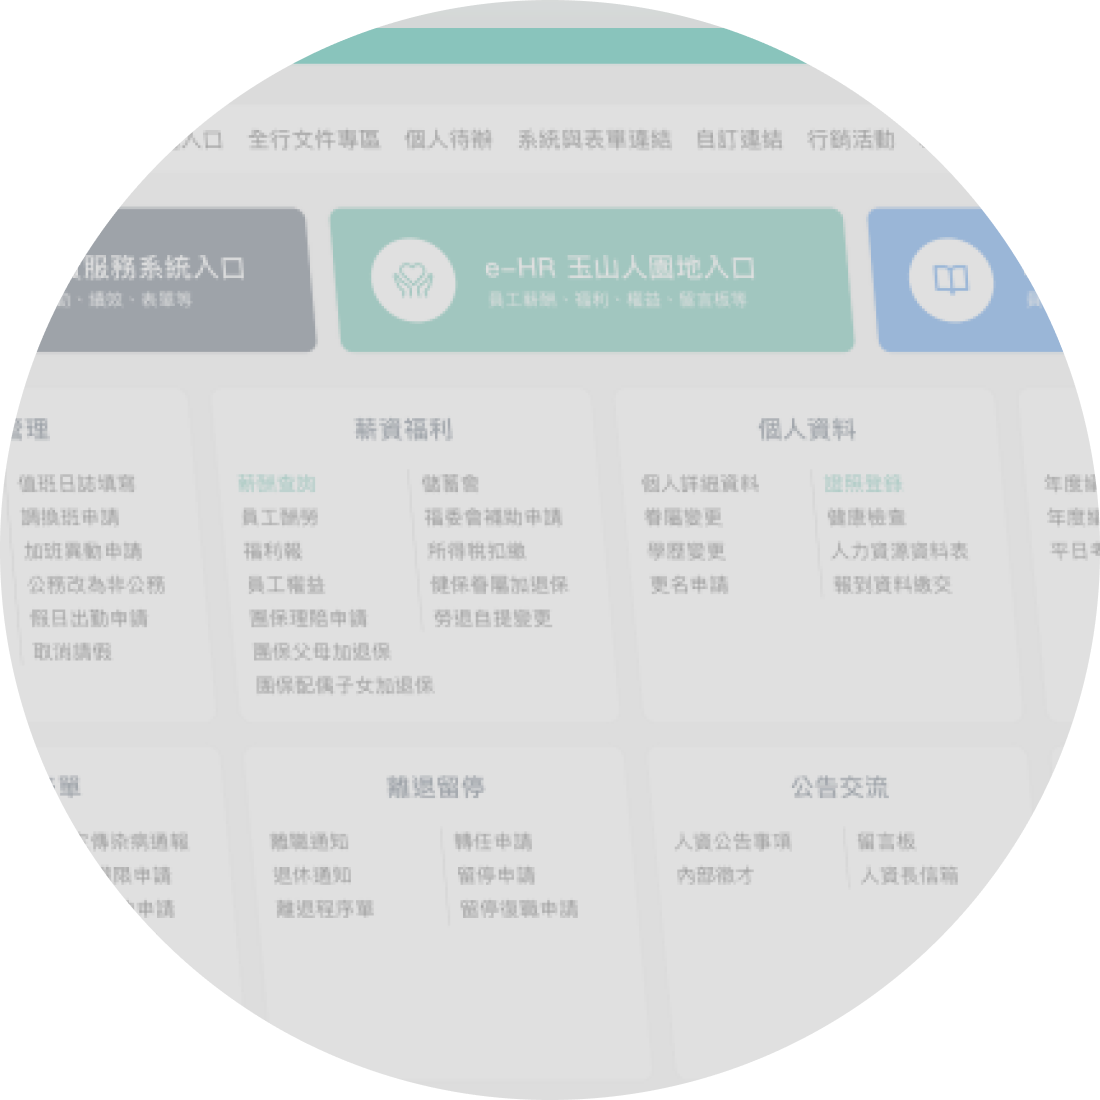 人口 全行文件專區 個人待辦 系統與表單連結 自訂連結 行銷活動
服務系統入口
、績效、表單等
e-HR 玉山人園地入口
員工薪酬、福利、權益、留言板等
管理
值班日誌填寫
調換班申請
加班異動申請
公務改為非公務
假日出勤申請
取消請假
薪資福利
薪酬查詢
員工酬勞
福利報
員工權益
團保理賠申請
團保父母加退保
團保配偶子女加退保
儲蓄會
福委會補助申請
所得稅扣繳
健保眷屬加退保
勞退自提變更
個人資料
個人詳細資料
眷屬變更
學歷變更
更名申請
證照登錄
健康檢查
人力資源資料表
報到資料繳交
年度
年度
平日
單
傳染病通報
限申請
申請
離退留停
離職通知
退休通知
離退程序單
轉任申請
留停申請
留停復職申請
公告交流
人資公告事項
內部徵才
留言板
人資長信箱